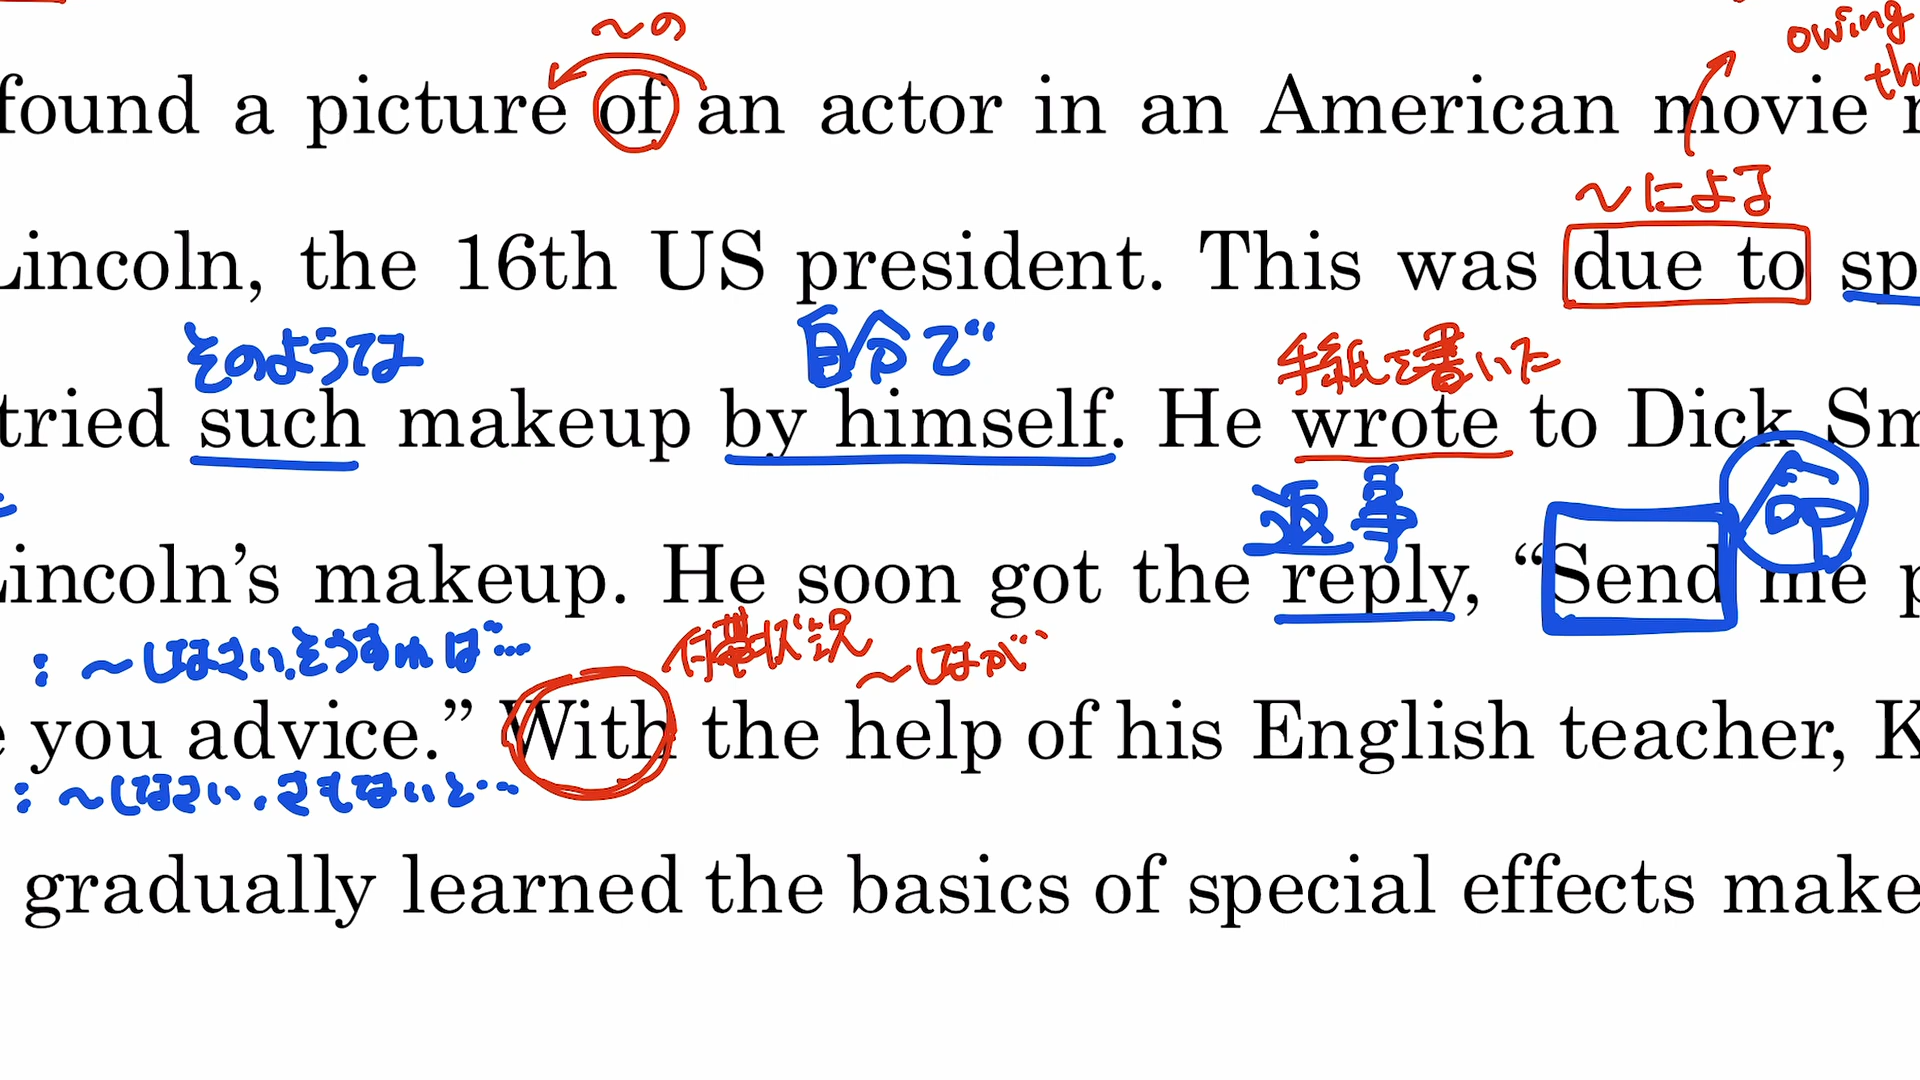 ~の
owing
found a picture of an actor in an American movie
~による
Lincoln, the 16th US president. This was due to sp
そのような 自分で 手紙を書いた
tried such makeup by himself. He wrote to Dick Sm
返事 命
Lincoln's makeup. He soon got the reply, “Send me p
: ~しなさい、そうすれば… 付帯状況 ~しなが
you advice.” With the help of his English teacher, K
: ~しなさい、さもないと…
gradually learned the basics of special effects make